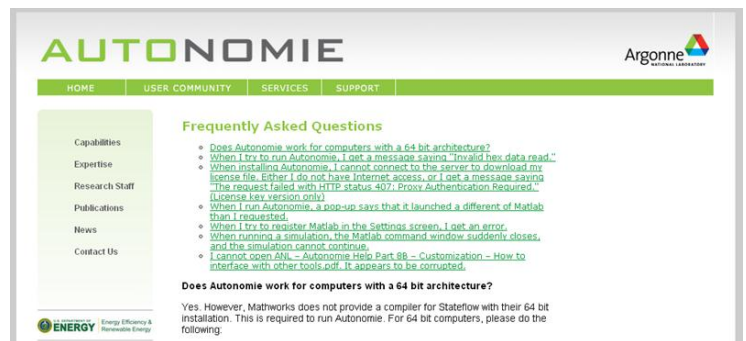 AUTONOMIE
Argonne
NATIONAL LABORATORY
HOME USER COMMUNITY SERVICES SUPPORT
Capabilities
Expertise
Research Staff
Publications
News
Contact Us
U.S. DEPARTMENT OF
ENERGY
Energy Efficiency &
Renewable Energy
Frequently Asked Questions
Does Autonomie work for computers with a 64 bit architecture?
When I try to run Autonomie, I get a message saying "Invalid hex data read."
When installing Autonomie, I cannot connect to the server to download my
license file. Either I do not have Internet access, or I get a message saying
"The request failed with HTTP status 407: Proxy Authentication Required."
(License key version only)
When I run Autonomie, a pop-up says that it launched a different of Matlab
than I requested.
When I try to register Matlab in the Settings screen, I get an error.
When running a simulation, the Matlab command window suddenly closes,
and the simulation cannot continue.
I cannot open ANL – Autonomie Help Part 8B – Customization – How to
interface with other tools.pdf. It appears to be corrupted.
Does Autonomie work for computers with a 64 bit architecture?
Yes. However, Mathworks does not provide a compiler for Stateflow with their 64 bit
installation. This is required to run Autonomie. For 64 bit computers, please do the
following: